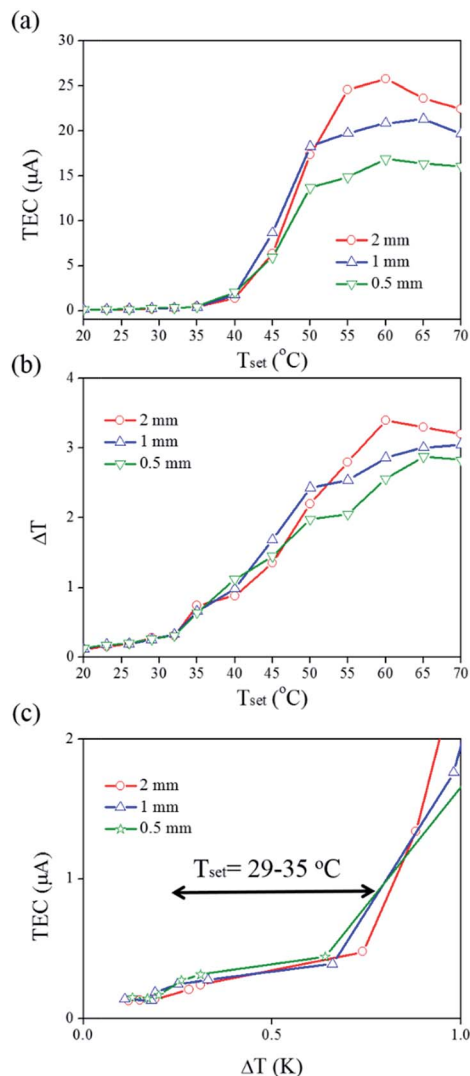 (a)
30
25
20
15
10
5
0
TEC (μA)
2 mm
1 mm
0.5 mm
20 25 30 35 40 45 50 55 60 65 70
Tset (°C)
(b)
4
3
2
1
0
ΔT
2 mm
1 mm
0.5 mm
20 25 30 35 40 45 50 55 60 65 70
Tset (°C)
(c)
2
1
0
TEC (μA)
2 mm
1 mm
0.5 mm
Tset= 29-35 °C
0.0 0.5 1.0
ΔT (K)